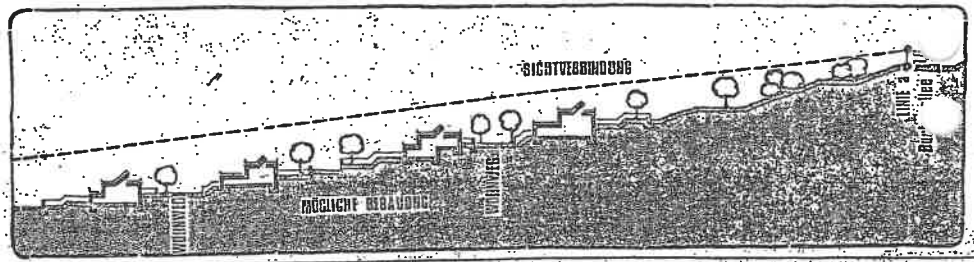 SICHTVERBINDUNG
MÖGLICHE BEBAUUNG
WOHNWEG
WOHNWEG
LINIE